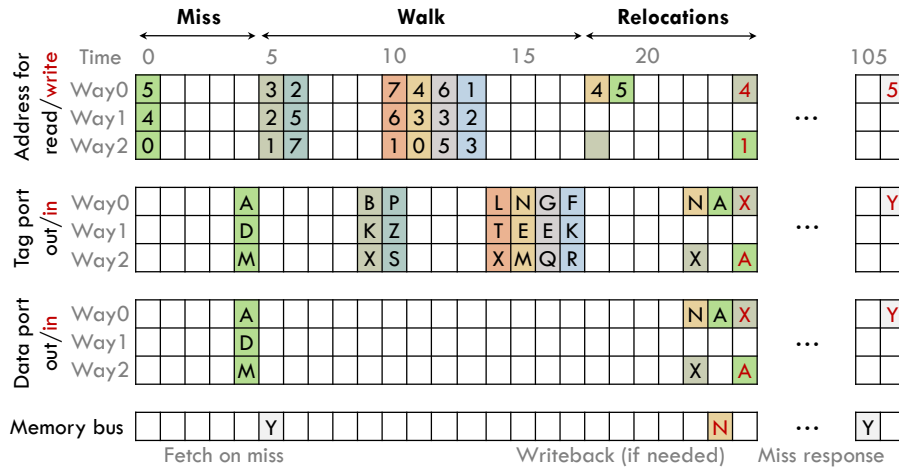 Miss Walk Relocations
Time 0 5 10 15 20 105
Address for read/write
Way0 5 3 2 7 4 6 1 4 5 4 5
Way1 4 2 5 6 3 3 2 ...
Way2 0 1 7 1 0 5 3 1
Tag port out/in
Way0 A B P L N G F N A X Y
Way1 D K Z T E E K ...
Way2 M X S X M Q R X A
Data port out/in
Way0 A N A X Y
Way1 D ...
Way2 M X A
Memory bus Y N ... Y
Fetch on miss Writeback (if needed) Miss response